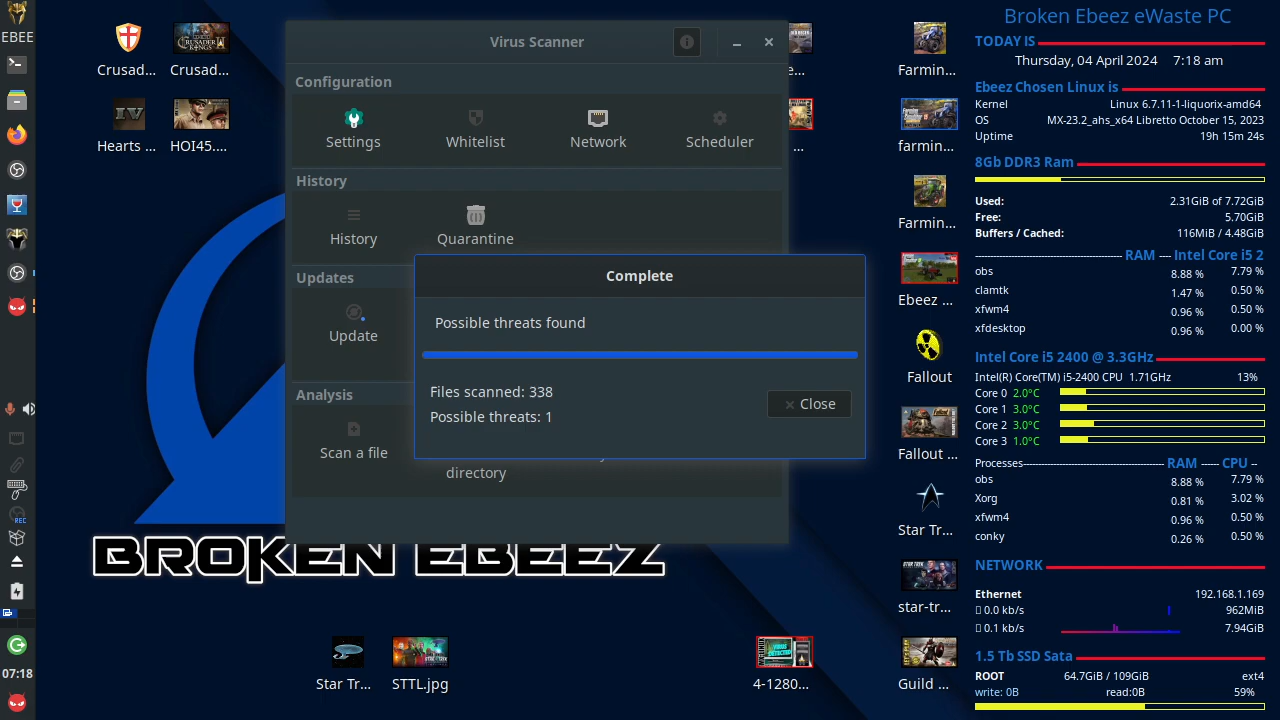 EBEE
07:18
Crusad...
Crusad...
Hearts ...
HOI45....
IV
BROKEN EBEEZ
Star Tr...
STTL.jpg
4-1280...
e...
...
Virus Scanner
Configuration
Settings
Whitelist
Network
Scheduler
History
History
Quarantine
Updates
Update
Analysis
Scan a file
directory
Complete
Possible threats found
Files scanned: 338
Possible threats: 1
Close
Farmin...
farmin...
Farmin...
Ebeez ...
Fallout
Fallout ...
Star Tr...
star-tr...
Guild ...
Broken Ebeez eWaste PC
TODAY IS
Thursday, 04 April 2024 7:18 am
Ebeez Chosen Linux is
Kernel Linux 6.7.11-1-liquorix-amd64
OS MX-23.2_ahs_x64 Libretto October 15, 2023
Uptime 19h 15m 24s
8Gb DDR3 Ram
Used: 2.31GiB of 7.72GiB
Free: 5.70GiB
Buffers / Cached: 116MiB / 4.48GiB
RAM ---- Intel Core i5 2
obs 8.88 % 7.79 %
clamtk 1.47 % 0.50 %
xfwm4 0.96 % 0.50 %
xfdesktop 0.96 % 0.00 %
Intel Core i5 2400 @ 3.3GHz
Intel(R) Core(TM) i5-2400 CPU 1.71GHz 13%
Core 0 2.0°C
Core 1 3.0°C
Core 2 3.0°C
Core 3 1.0°C
Processes RAM ------ CPU --
obs 8.88 % 7.79 %
Xorg 0.81 % 3.02 %
xfwm4 0.96 % 0.50 %
conky 0.26 % 0.50 %
NETWORK
Ethernet 192.168.1.169
0.0 kb/s 962MiB
0.1 kb/s 7.94GiB
1.5 Tb SSD Sata
ROOT 64.7GiB / 109GiB ext4
write: 0B read:0B 59%